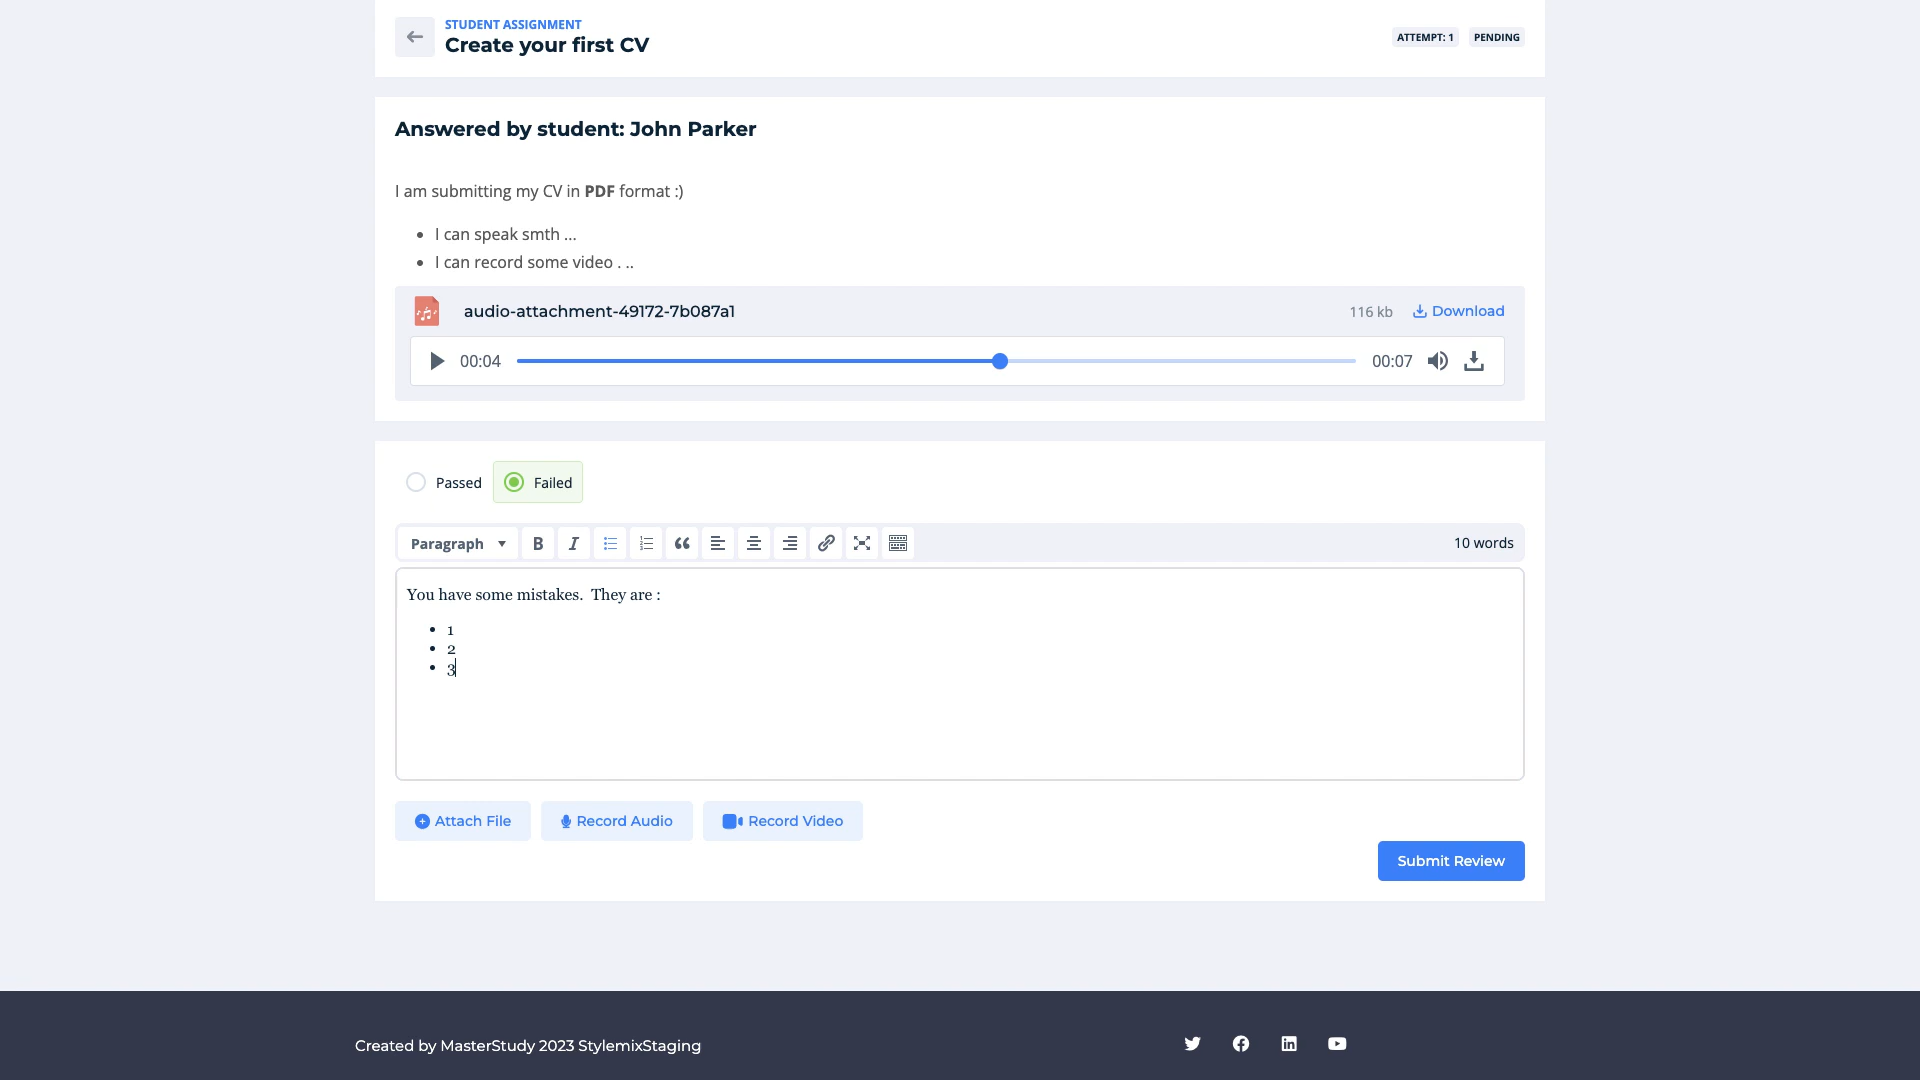 STUDENT ASSIGNMENT
Create your first CV
ATTEMPT: 1
PENDING
Answered by student: John Parker
I am submitting my CV in PDF format :)
• I can speak smth ...
• I can record some video . ..
audio-attachment-49172-7b087a1
116 kb
Download
00:04
00:07
Passed
Failed
Paragraph
B
I
10 words
You have some mistakes.  They are :
• 1
• 2
• 3
Attach File
Record Audio
Record Video
Submit Review
Created by MasterStudy 2023 StylemixStaging